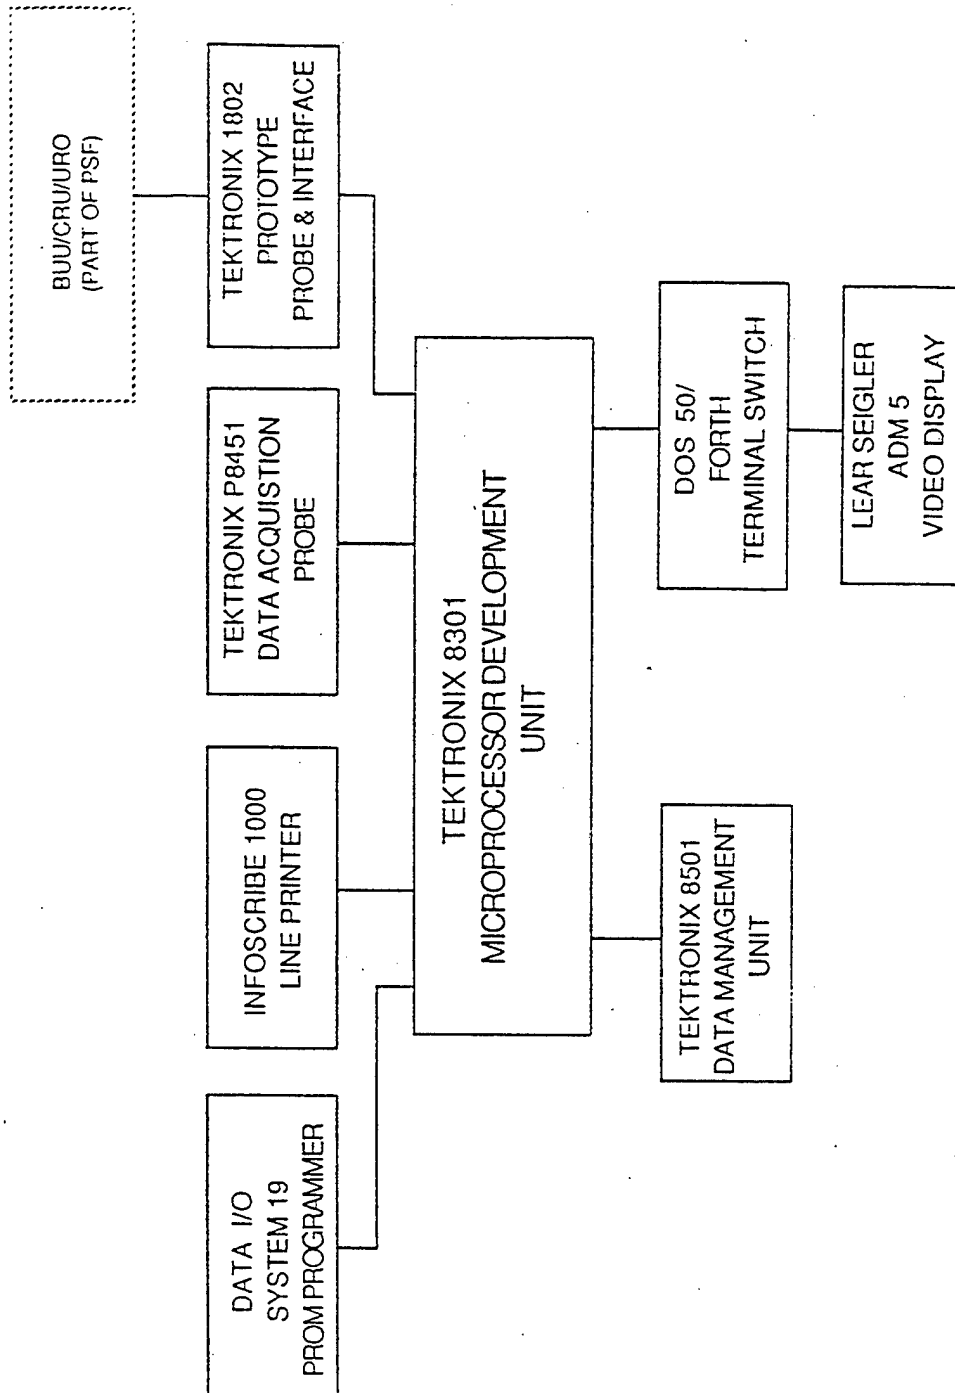 BUU/CRU/URO
(PART OF PSF)
DATA I/O
SYSTEM 19
PROM PROGRAMMER
INFOSCRIBE 1000
LINE PRINTER
TEKTRONIX P8451
DATA ACQUISTION
PROBE
TEKTRONIX 1802
PROTOTYPE
PROBE & INTERFACE
TEKTRONIX 8301
MICROPROCESSOR DEVELOPMENT
UNIT
TEKTRONIX 8501
DATA MANAGEMENT
UNIT
DOS 50/
FORTH
TERMINAL SWITCH
LEAR SEIGLER
ADM 5
VIDEO DISPLAY